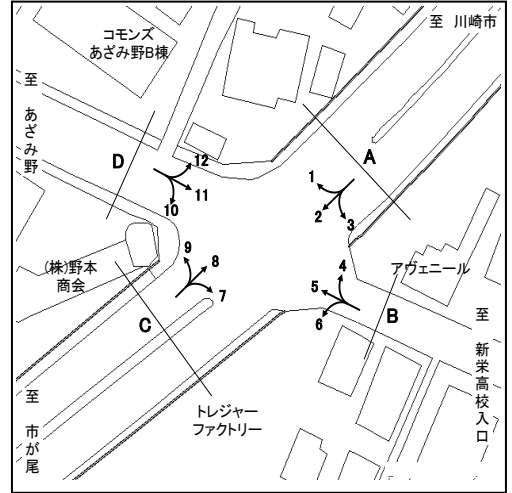 コモンズ
あざみ野B棟
至 川崎市
至 あざみ野
D
A
12
11
10
1
2
3
9
8
7
4
5
6
(株)野本
商会
アヴェニール
C
B
至 新栄高校入口
至 市が尾
トレジャー
ファクトリー